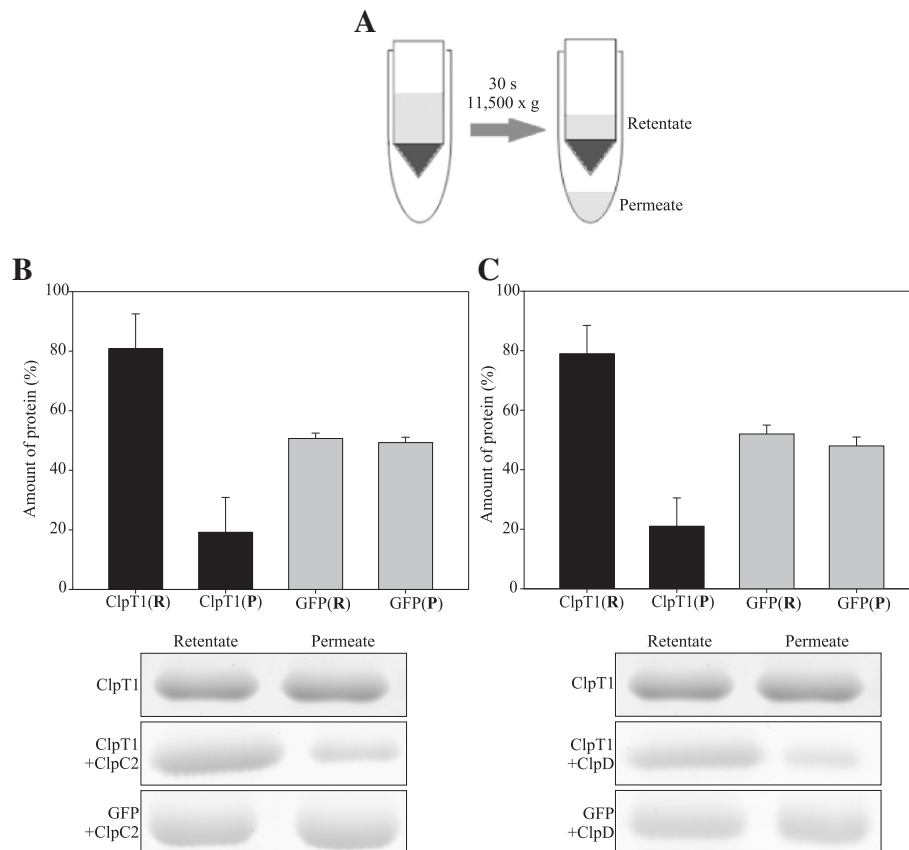 A
30 s
11,500 x g
Retentate
Permeate
B
Amount of protein (%)
100
80
60
40
20
0
ClpT1(R)
ClpT1(P)
GFP(R)
GFP(P)
Retentate
Permeate
ClpT1
ClpT1
+ClpC2
GFP
+ClpC2
C
Amount of protein (%)
100
80
60
40
20
0
ClpT1(R)
ClpT1(P)
GFP(R)
GFP(P)
Retentate
Permeate
ClpT1
ClpT1
+ClpD
GFP
+ClpD